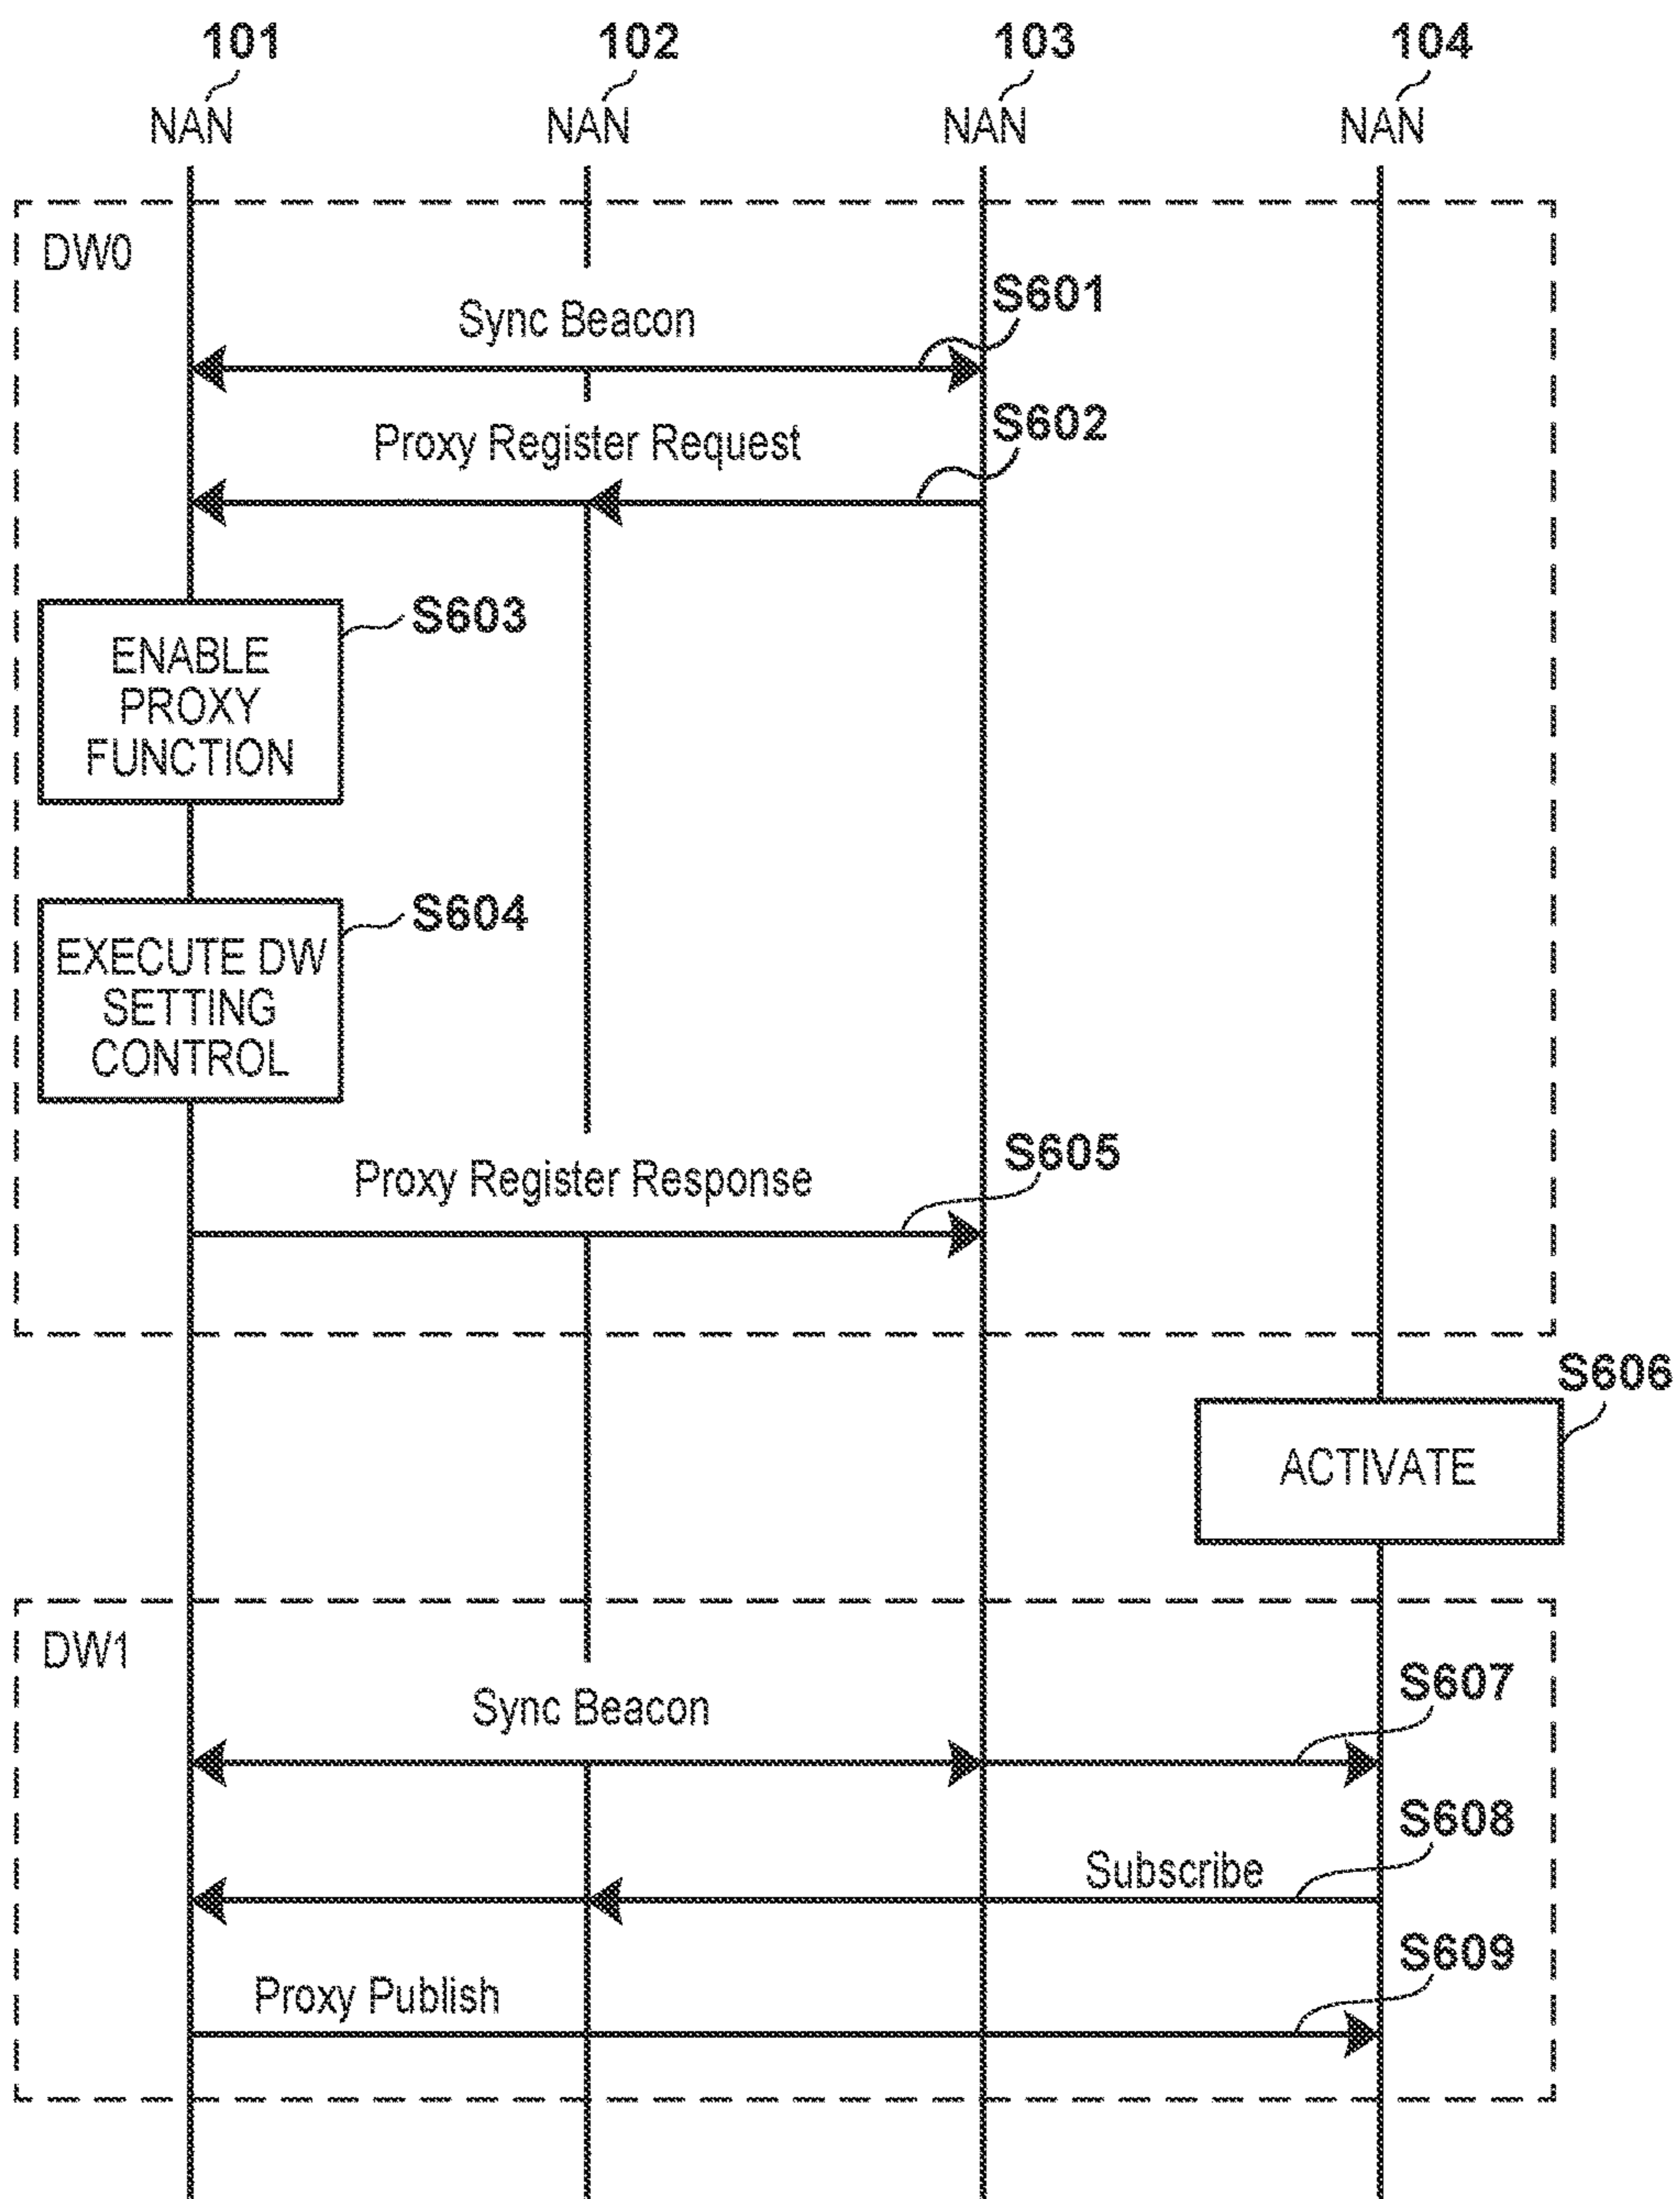 101 102 103 104
NAN NAN NAN NAN
DW0
S601
Sync Beacon
S602
Proxy Register Request
S603
ENABLE
PROXY
FUNCTION
S604
EXECUTE DW
SETTING
CONTROL
S605
Proxy Register Response
S606
ACTIVATE
DW1
S607
Sync Beacon
S608
Subscribe
S609
Proxy Publish